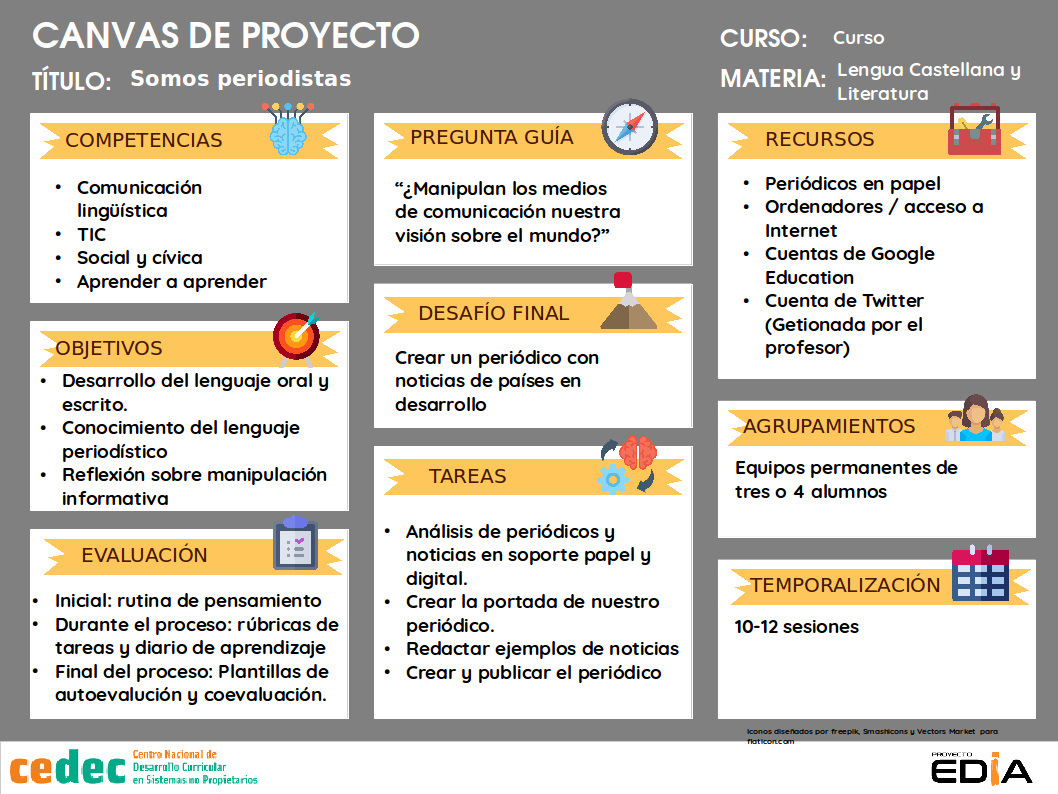 CANVAS DE PROYECTO
TÍTULO: Somos periodistas
CURSO: Curso
MATERIA: Lengua Castellana y
Literatura
COMPETENCIAS
• Comunicación
lingüística
• TIC
• Social y cívica
• Aprender a aprender
OBJETIVOS
• Desarrollo del lenguaje oral y
escrito.
• Conocimiento del lenguaje
periodístico
• Reflexión sobre manipulación
informativa
EVALUACIÓN
• Inicial: rutina de pensamiento
• Durante el proceso: rúbricas de
tareas y diario de aprendizaje
• Final del proceso: Plantillas de
autoevalución y coevaluación.
PREGUNTA GUÍA
“¿Manipulan los medios
de comunicación nuestra
visión sobre el mundo?”
DESAFÍO FINAL
Crear un periódico con
noticias de países en
desarrollo
TAREAS
• Análisis de periódicos y
noticias en soporte papel y
digital.
• Crear la portada de nuestro
periódico.
• Redactar ejemplos de noticias
• Crear y publicar el periódico
RECURSOS
• Periódicos en papel
• Ordenadores / acceso a
Internet
• Cuentas de Google
Education
• Cuenta de Twitter
(Getionada por el
profesor)
AGRUPAMIENTOS
Equipos permanentes de
tres o 4 alumnos
TEMPORALIZACIÓN
10-12 sesiones
Iconos diseñados por freepik, Smashicons y Vectors Market para
flaticon.com
cedec
Centro Nacional de
Desarrollo Curricular
en Sistemas no Propietarios
PROYECTO
EDIA